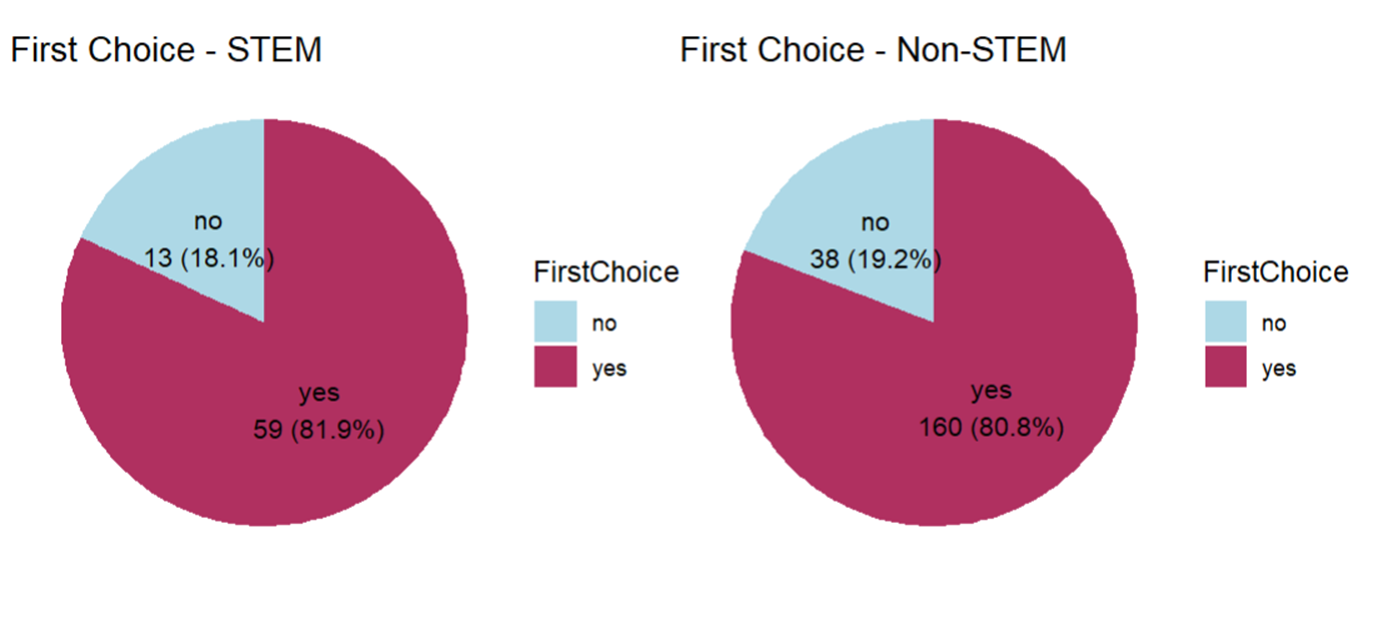 First Choice - STEM
no
13 (18.1%)
yes
59 (81.9%)
FirstChoice
no
yes
First Choice - Non-STEM
no
38 (19.2%)
yes
160 (80.8%)
FirstChoice
no
yes